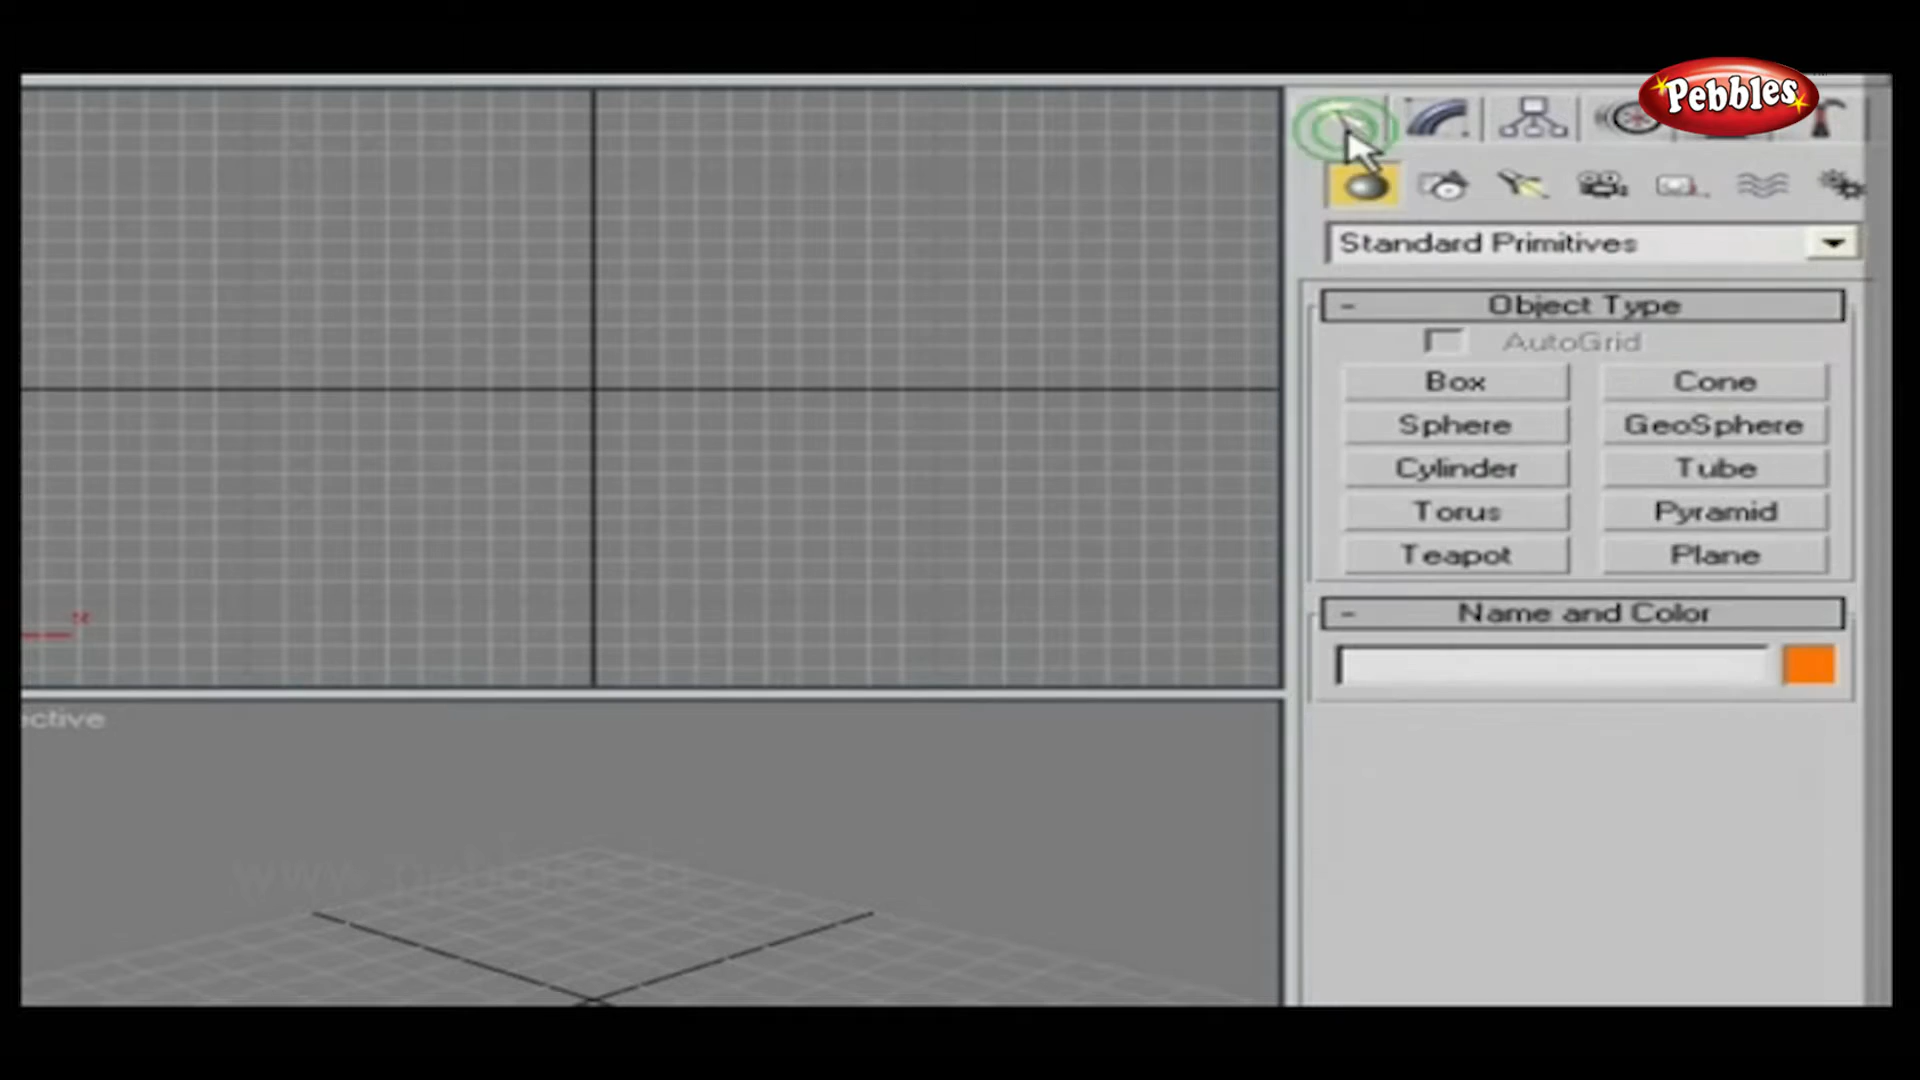 Pebbles
Standard Primitives
- Object Type
AutoGrid
Box Cone
Sphere GeoSphere
Cylinder Tube
Torus Pyramid
Teapot Plane
- Name and Color
x
ective